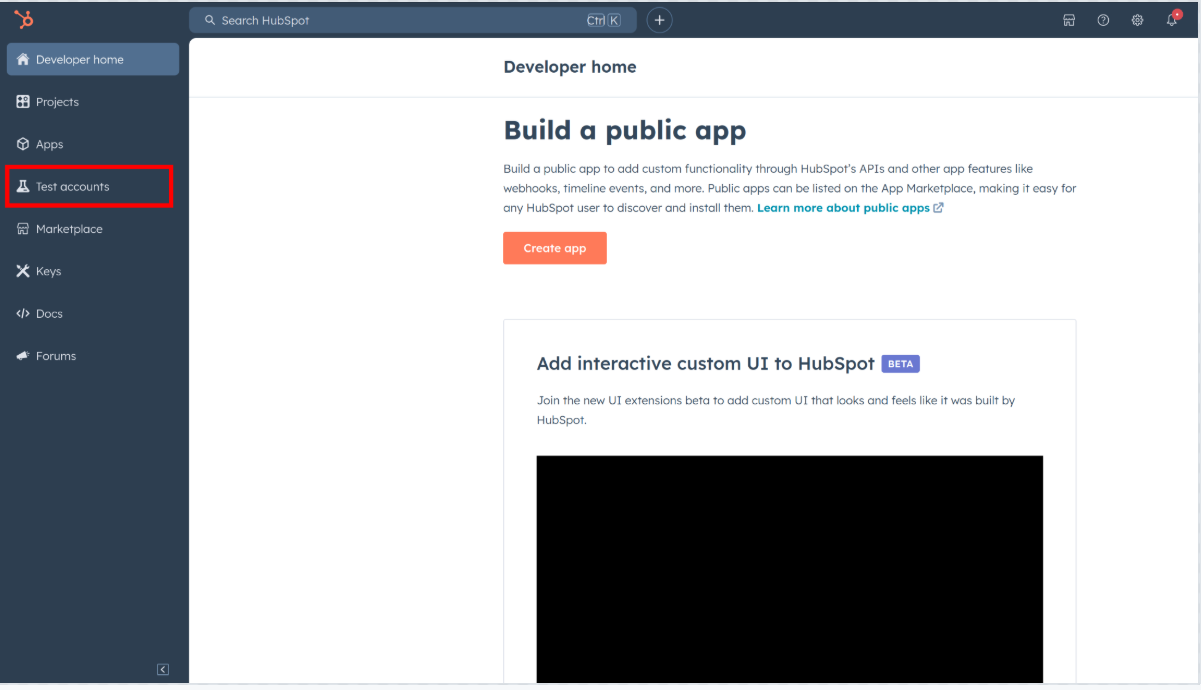 Search HubSpot
Ctrl K
Developer home
Projects
Apps
Test accounts
Marketplace
Keys
Docs
Forums
Developer home
Build a public app
Build a public app to add custom functionality through HubSpot's APIs and other app features like
webhooks, timeline events, and more. Public apps can be listed on the App Marketplace, making it easy for
any HubSpot user to discover and install them. Learn more about public apps
Create app
Add interactive custom UI to HubSpot BETA
Join the new UI extensions beta to add custom UI that looks and feels like it was built by
HubSpot.